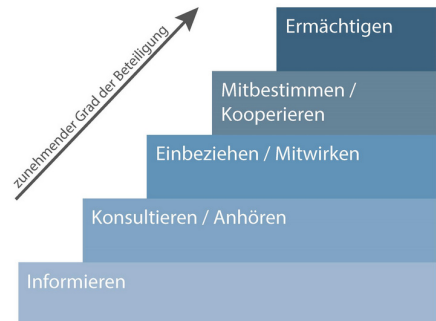 Ermächtigen
Mitbestimmen /
Kooperieren
Einbeziehen / Mitwirken
Konsultieren / Anhören
Informieren
zunehmender Grad der Beteiligung